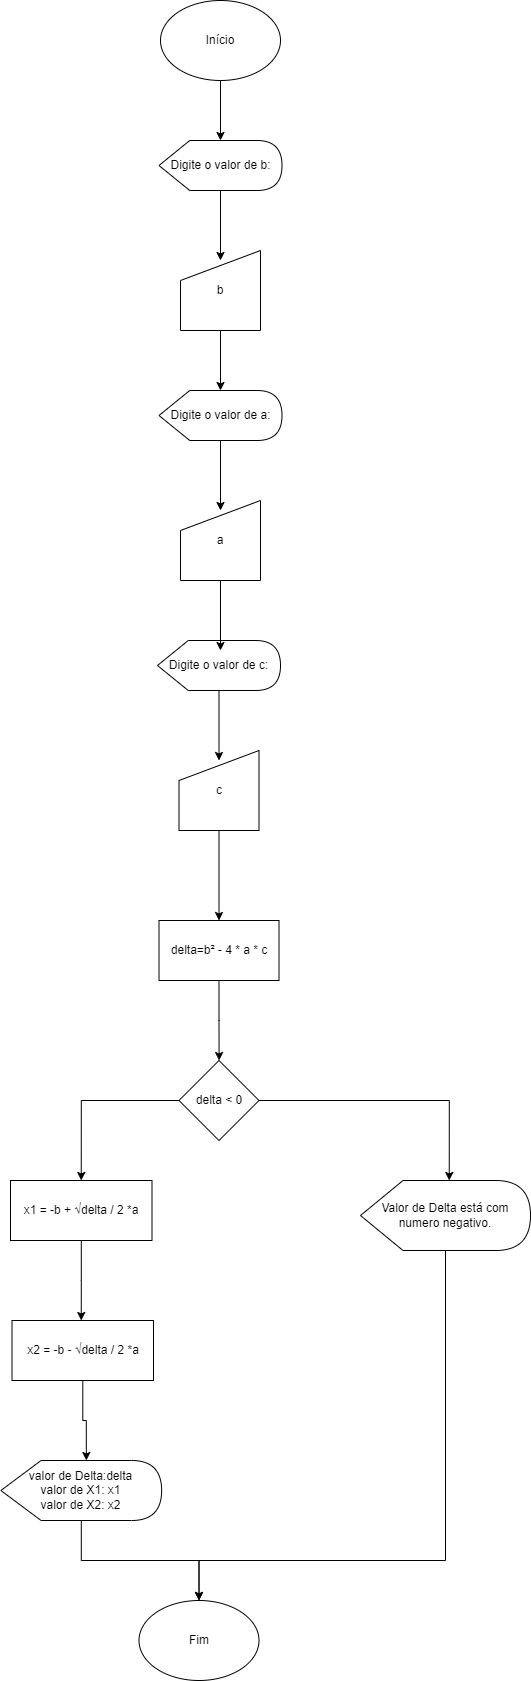 Início
Digite o valor de b:
b
Digite o valor de a:
a
Digite o valor de c:
c
delta=b² - 4 * a * c
delta < 0
x1 = -b + √delta / 2 *a
Valor de Delta está com
numero negativo.
x2 = -b - √delta / 2 *a
valor de Delta:delta
valor de X1: x1
valor de X2: x2
Fim